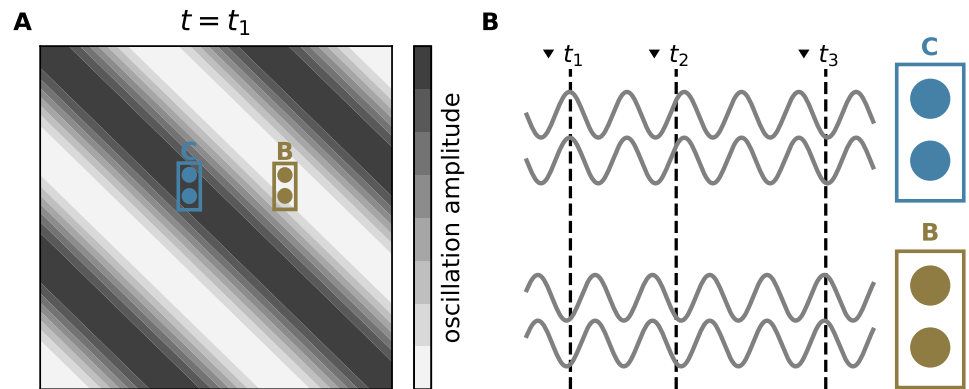 A
t = t₁
C
B
oscillation amplitude
B
t₁
t₂
t₃
C
B